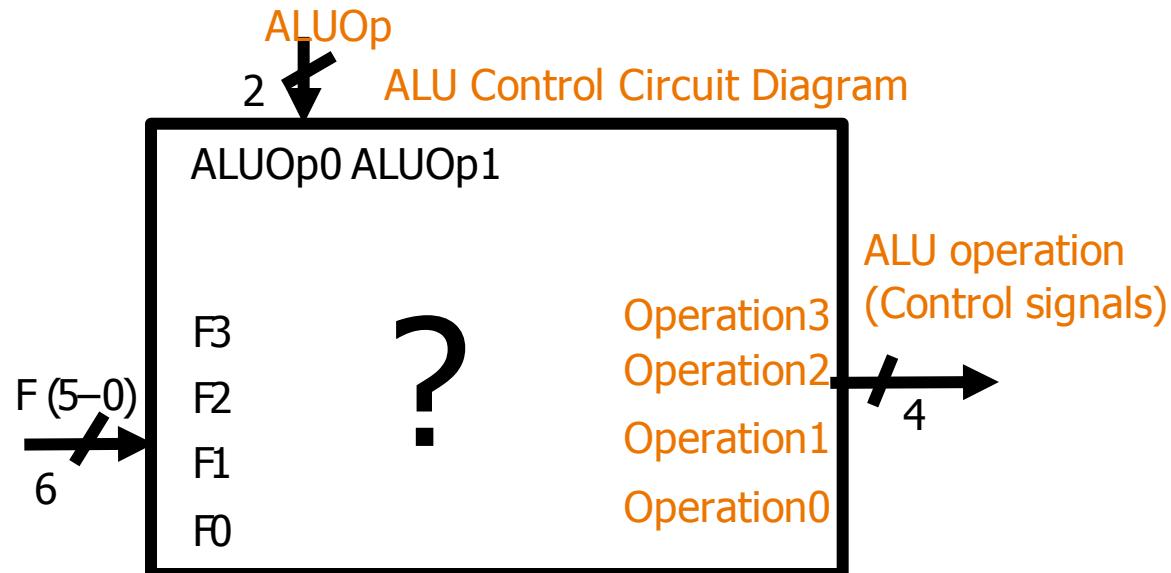 ALUOp
2
ALU Control Circuit Diagram
ALUOp0 ALUOp1
ALU operation
(Control signals)
F3
?
Operation3
F (5–0)
F2
Operation2
4
6
F1
Operation1
F0
Operation0